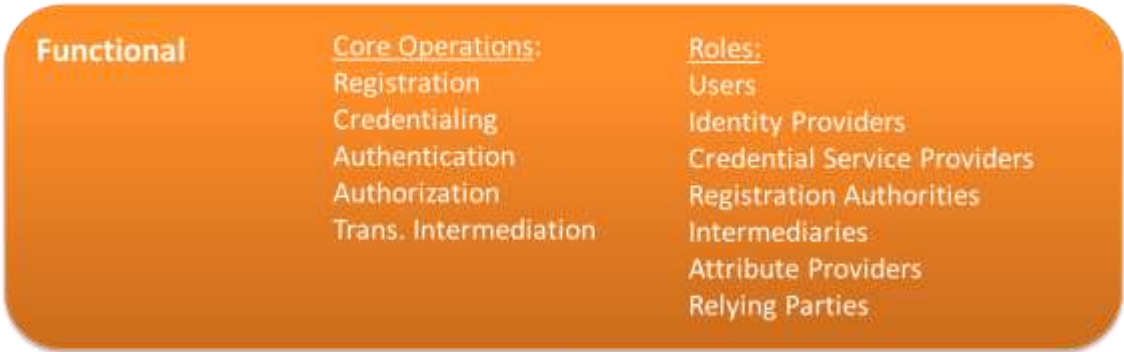 Functional
Core Operations:
Registration
Credentialing
Authentication
Authorization
Trans. Intermediation
Roles:
Users
Identity Providers
Credential Service Providers
Registration Authorities
Intermediaries
Attribute Providers
Relying Parties